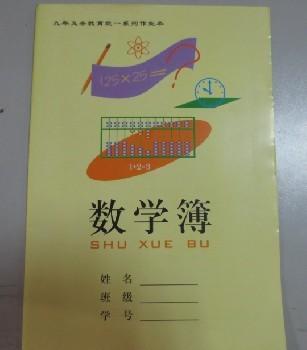 九年义务教育统一系列作业本
125×25=
?
1+2=3
数学簿
SHU XUE BU
姓名
班级
学号